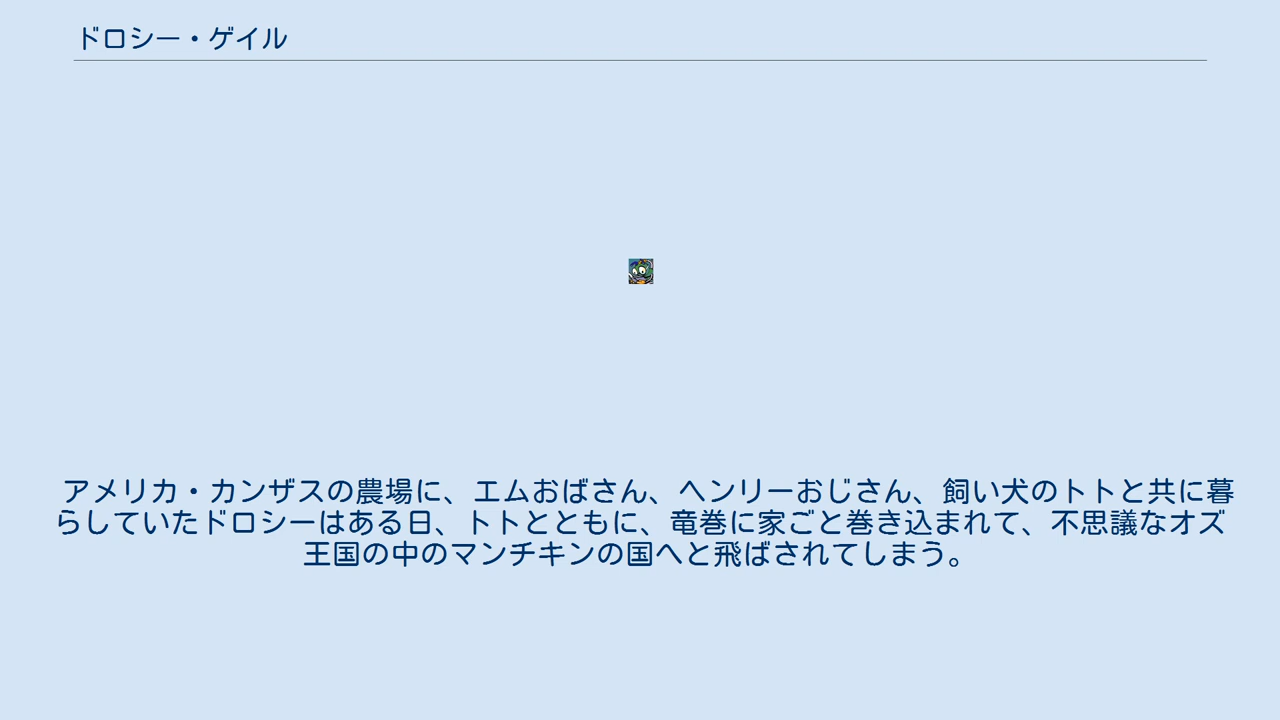 ドロシー・ゲイル
アメリカ・カンザスの農場に、エムおばさん、ヘンリーおじさん、飼い犬のトトと共に暮
らしていたドロシーはある日、トトとともに、竜巻に家ごと巻き込まれて、不思議なオズ
王国の中のマンチキンの国へと飛ばされてしまう。